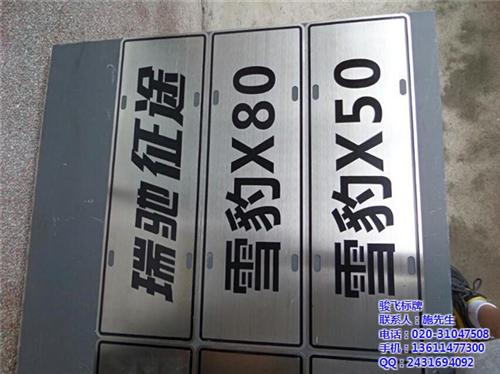 瑞驰征途
雪豹X80
雪豹X50
骏飞标牌
联系人：施先生
电话：020-31047508
手机：13611477300
QQ：2431694092